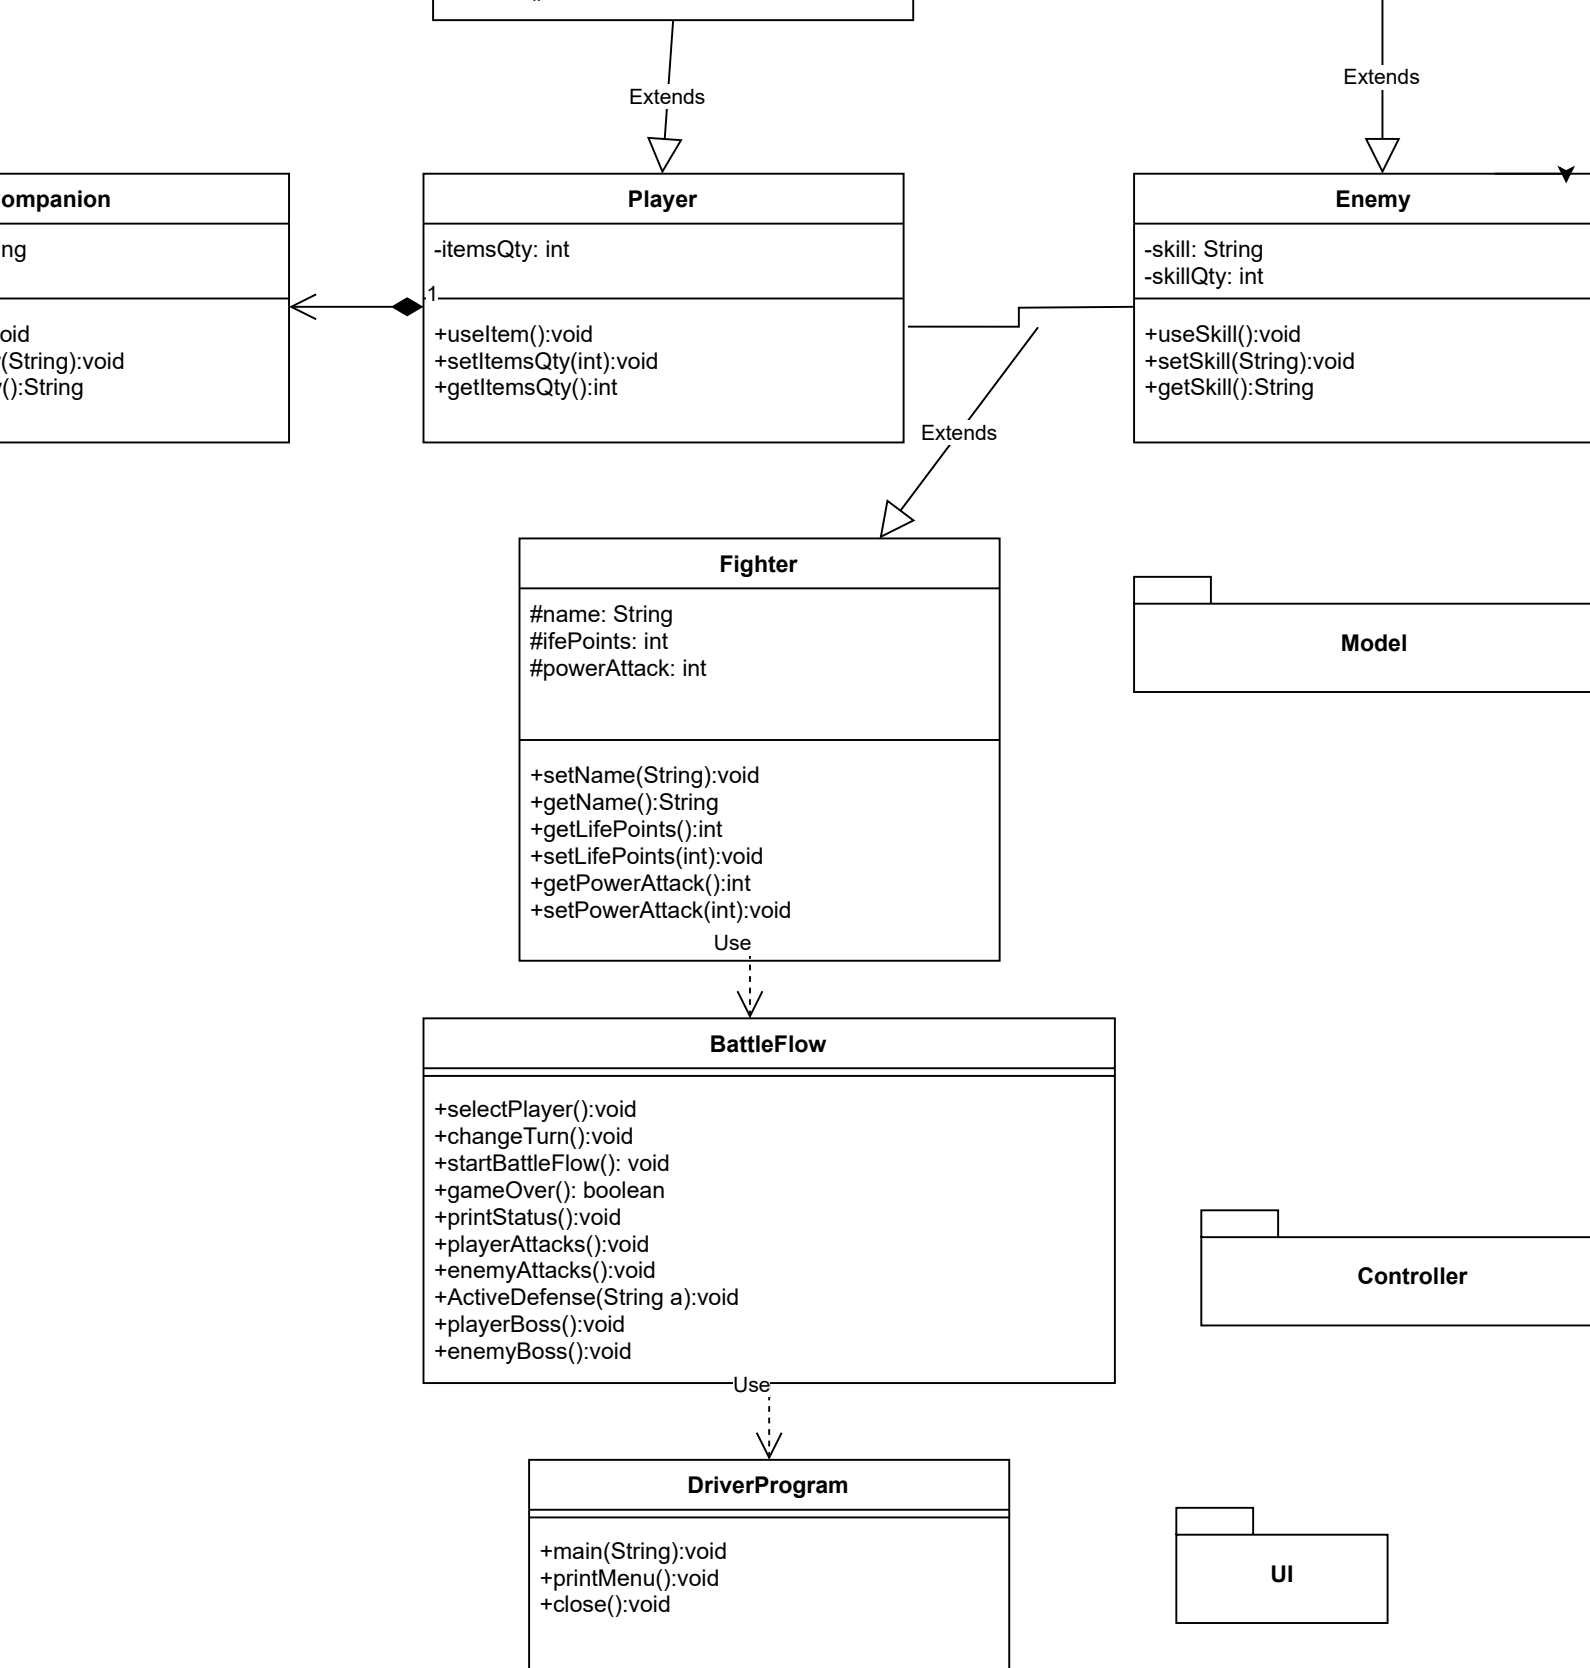 Extends
Extends
ompanion
ng
oid
(String):void
():String
Player
-itemsQty: int
1
+useItem():void
+setItemsQty(int):void
+getItemsQty():int
Enemy
-skill: String
-skillQty: int
+useSkill():void
+setSkill(String):void
+getSkill():String
Extends
Fighter
#name: String
#ifePoints: int
#powerAttack: int
+setName(String):void
+getName():String
+getLifePoints():int
+setLifePoints(int):void
+getPowerAttack():int
+setPowerAttack(int):void
Use
Model
BattleFlow
+selectPlayer():void
+changeTurn():void
+startBattleFlow(): void
+gameOver(): boolean
+printStatus():void
+playerAttacks():void
+enemyAttacks():void
+ActiveDefense(String a):void
+playerBoss():void
+enemyBoss():void
Use
Controller
DriverProgram
+main(String):void
+printMenu():void
+close():void
UI